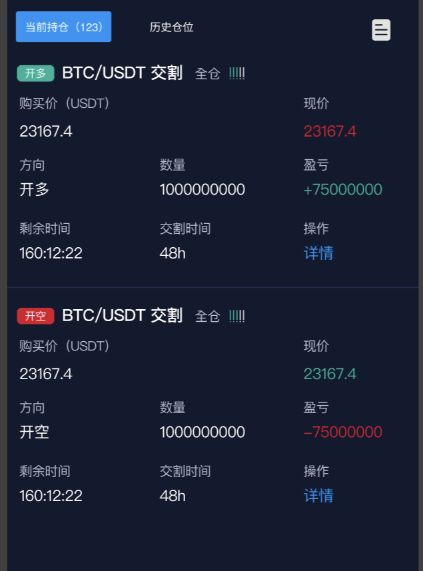 当前持仓（123） 历史仓位
开多 BTC/USDT 交割 全仓
购买价（USDT） 现价
23167.4 23167.4
方向 数量 盈亏
开多 1000000000 +75000000
剩余时间 交割时间 操作
160:12:22 48h 详情
开空 BTC/USDT 交割 全仓
购买价（USDT） 现价
23167.4 23167.4
方向 数量 盈亏
开空 1000000000 –75000000
剩余时间 交割时间 操作
160:12:22 48h 详情